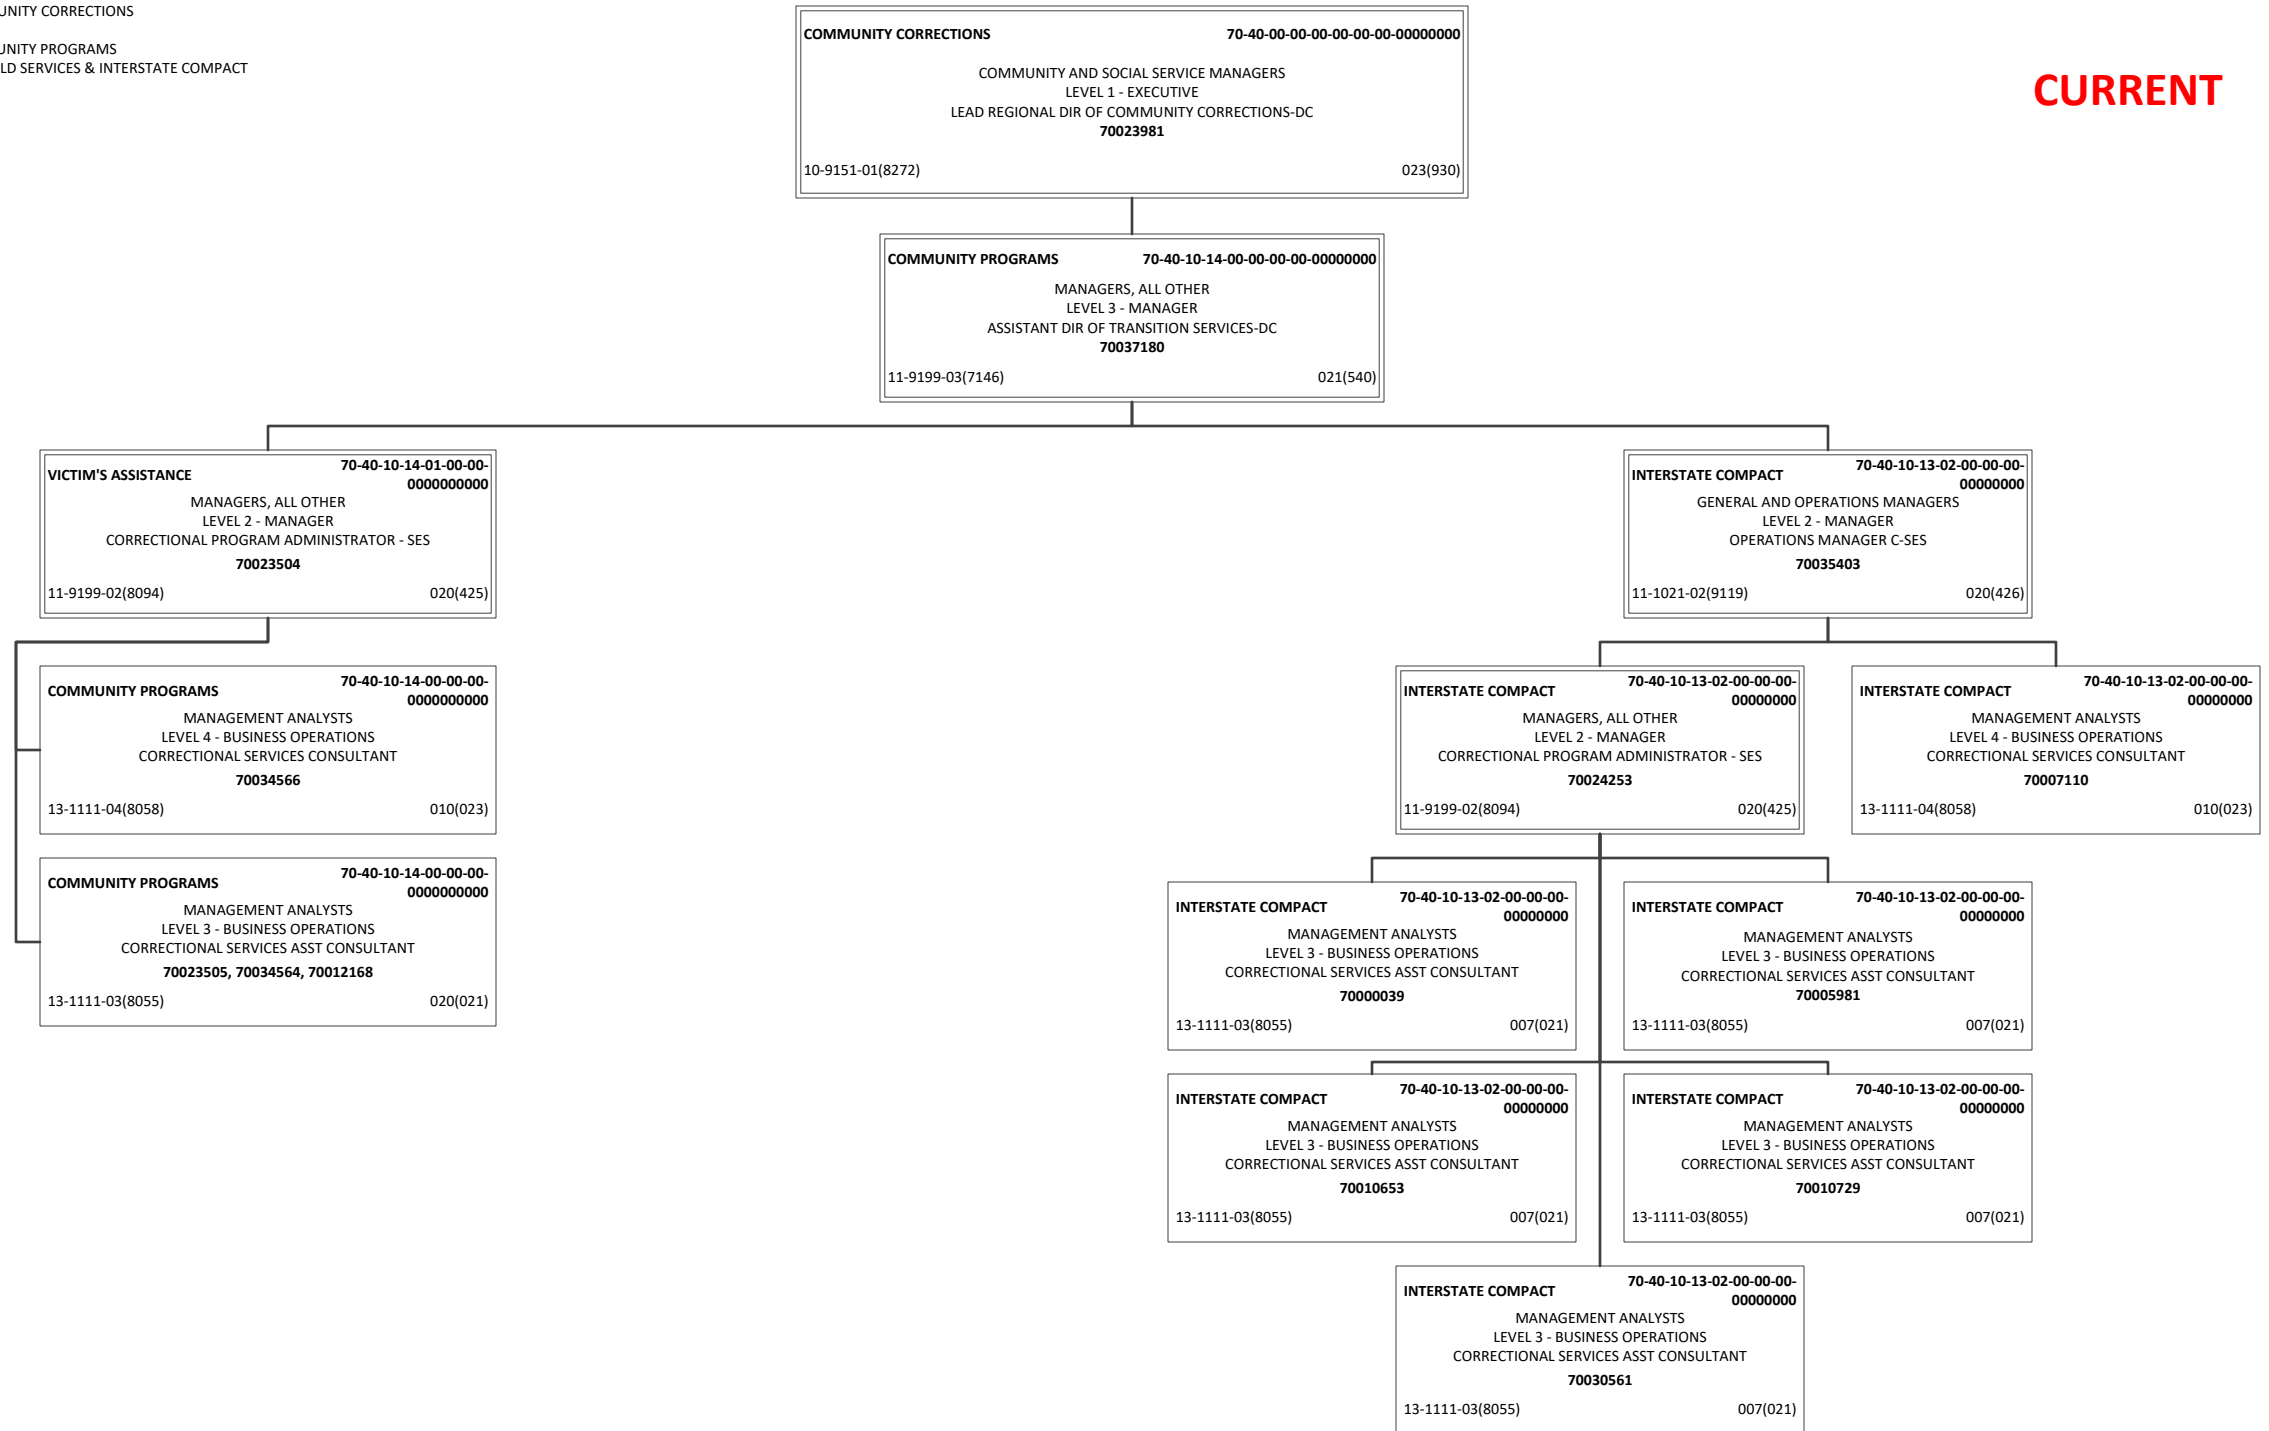 UNITY CORRECTIONS
UNITY PROGRAMS
LD SERVICES & INTERSTATE COMPACT
CURRENT
COMMUNITY CORRECTIONS 70-40-00-00-00-00-00-00000000
COMMUNITY AND SOCIAL SERVICE MANAGERS
LEVEL 1 - EXECUTIVE
LEAD REGIONAL DIR OF COMMUNITY CORRECTIONS-DC
70023981
10-9151-01(8272) 023(930)
COMMUNITY PROGRAMS 70-40-10-14-00-00-00-00-00000000
MANAGERS, ALL OTHER
LEVEL 3 - MANAGER
ASSISTANT DIR OF TRANSITION SERVICES-DC
70037180
11-9199-03(7146) 021(540)
VICTIM'S ASSISTANCE 70-40-10-14-01-00-00-
0000000000
MANAGERS, ALL OTHER
LEVEL 2 - MANAGER
CORRECTIONAL PROGRAM ADMINISTRATOR - SES
70023504
11-9199-02(8094) 020(425)
INTERSTATE COMPACT 70-40-10-13-02-00-00-00-
00000000
GENERAL AND OPERATIONS MANAGERS
LEVEL 2 - MANAGER
OPERATIONS MANAGER C-SES
70035403
11-1021-02(9119) 020(426)
COMMUNITY PROGRAMS 70-40-10-14-00-00-00-
0000000000
MANAGEMENT ANALYSTS
LEVEL 4 - BUSINESS OPERATIONS
CORRECTIONAL SERVICES CONSULTANT
70034566
13-1111-04(8058) 010(023)
INTERSTATE COMPACT 70-40-10-13-02-00-00-00-
00000000
MANAGERS, ALL OTHER
LEVEL 2 - MANAGER
CORRECTIONAL PROGRAM ADMINISTRATOR - SES
70024253
11-9199-02(8094) 020(425)
INTERSTATE COMPACT 70-40-10-13-02-00-00-00-
00000000
MANAGEMENT ANALYSTS
LEVEL 4 - BUSINESS OPERATIONS
CORRECTIONAL SERVICES CONSULTANT
70007110
13-1111-04(8058) 010(023)
COMMUNITY PROGRAMS 70-40-10-14-00-00-00-
0000000000
MANAGEMENT ANALYSTS
LEVEL 3 - BUSINESS OPERATIONS
CORRECTIONAL SERVICES ASST CONSULTANT
70023505, 70034564, 70012168
13-1111-03(8055) 020(021)
INTERSTATE COMPACT 70-40-10-13-02-00-00-00-
00000000
MANAGEMENT ANALYSTS
LEVEL 3 - BUSINESS OPERATIONS
CORRECTIONAL SERVICES ASST CONSULTANT
70000039
13-1111-03(8055) 007(021)
INTERSTATE COMPACT 70-40-10-13-02-00-00-00-
00000000
MANAGEMENT ANALYSTS
LEVEL 3 - BUSINESS OPERATIONS
CORRECTIONAL SERVICES ASST CONSULTANT
70005981
13-1111-03(8055) 007(021)
INTERSTATE COMPACT 70-40-10-13-02-00-00-00-
00000000
MANAGEMENT ANALYSTS
LEVEL 3 - BUSINESS OPERATIONS
CORRECTIONAL SERVICES ASST CONSULTANT
70010653
13-1111-03(8055) 007(021)
INTERSTATE COMPACT 70-40-10-13-02-00-00-00-
00000000
MANAGEMENT ANALYSTS
LEVEL 3 - BUSINESS OPERATIONS
CORRECTIONAL SERVICES ASST CONSULTANT
70010729
13-1111-03(8055) 007(021)
INTERSTATE COMPACT 70-40-10-13-02-00-00-00-
00000000
MANAGEMENT ANALYSTS
LEVEL 3 - BUSINESS OPERATIONS
CORRECTIONAL SERVICES ASST CONSULTANT
70030561
13-1111-03(8055) 007(021)